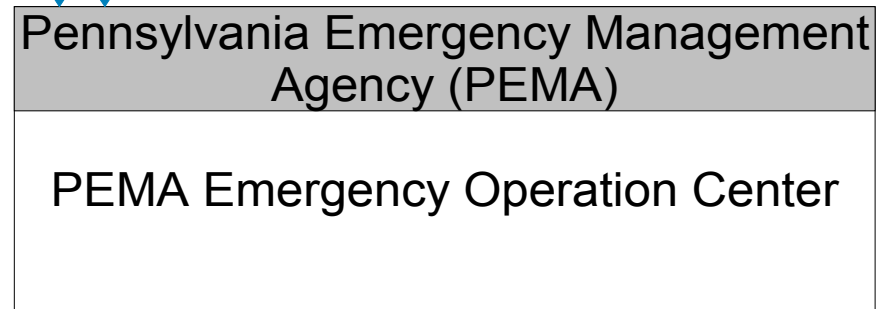 Pennsylvania Emergency Management
Agency (PEMA)
PEMA Emergency Operation Center